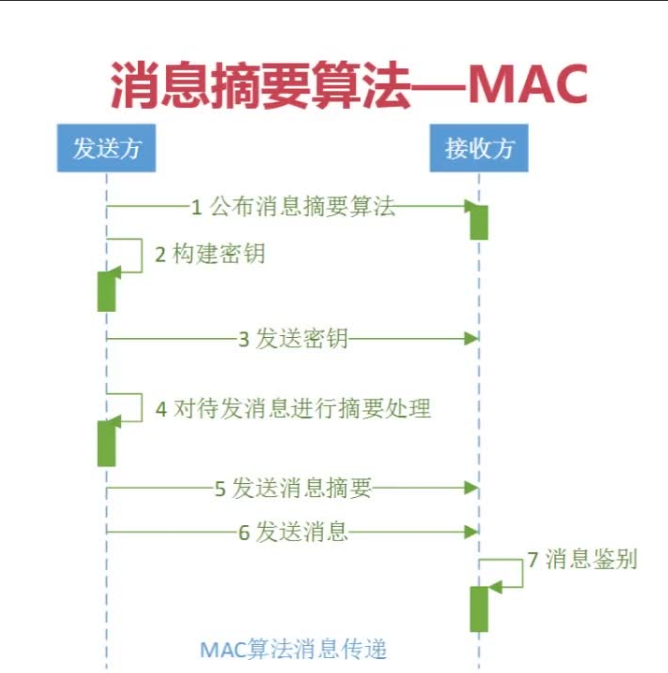 消息摘要算法—MAC
发送方
接收方
1 公布消息摘要算法
2 构建密钥
3 发送密钥
4 对待发消息进行摘要处理
5 发送消息摘要
6 发送消息
7 消息鉴别
MAC算法消息传递